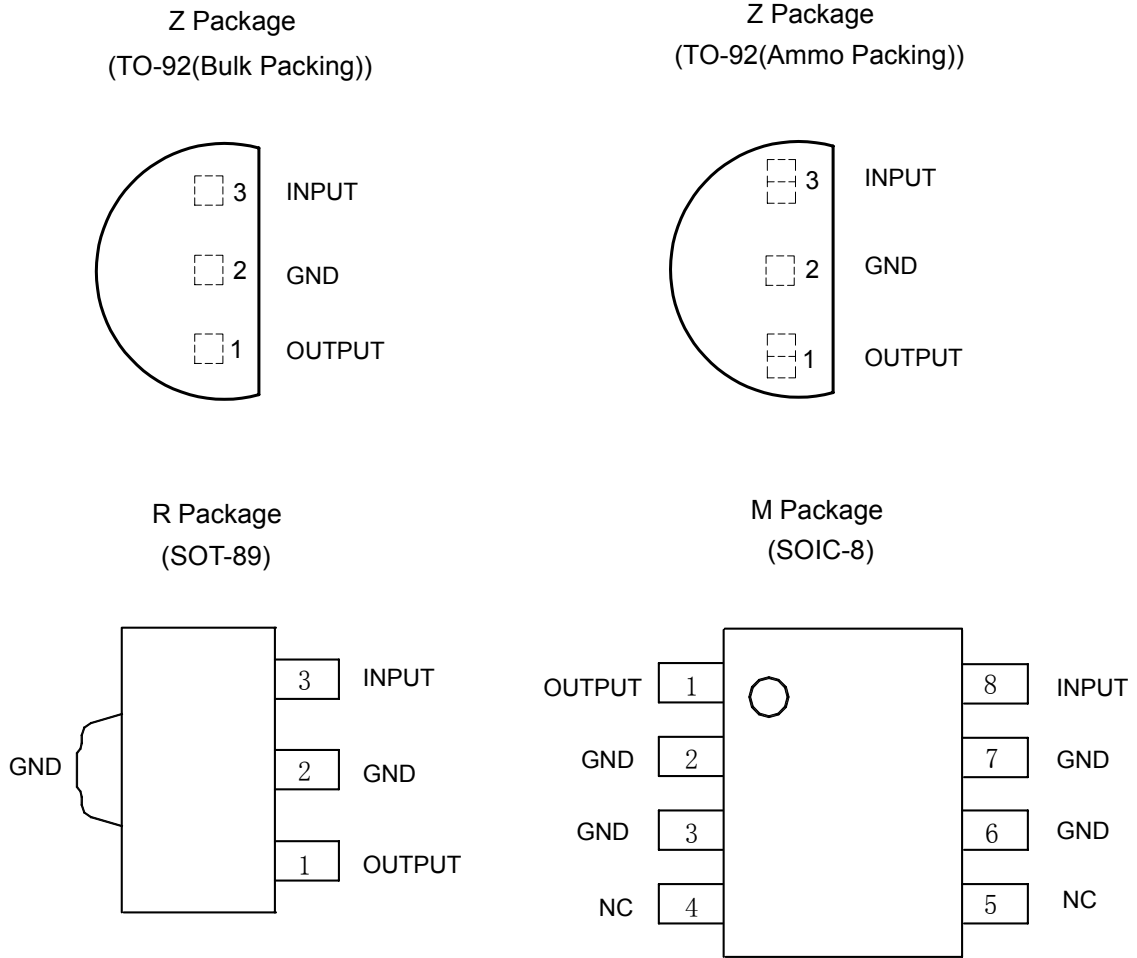 Z Package
(TO-92(Bulk Packing))
3 INPUT
2 GND
1 OUTPUT
Z Package
(TO-92(Ammo Packing))
3 INPUT
2 GND
1 OUTPUT
R Package
(SOT-89)
3 INPUT
GND 2 GND
1 OUTPUT
M Package
(SOIC-8)
OUTPUT 1 8 INPUT
GND 2 7 GND
GND 3 6 GND
NC 4 5 NC